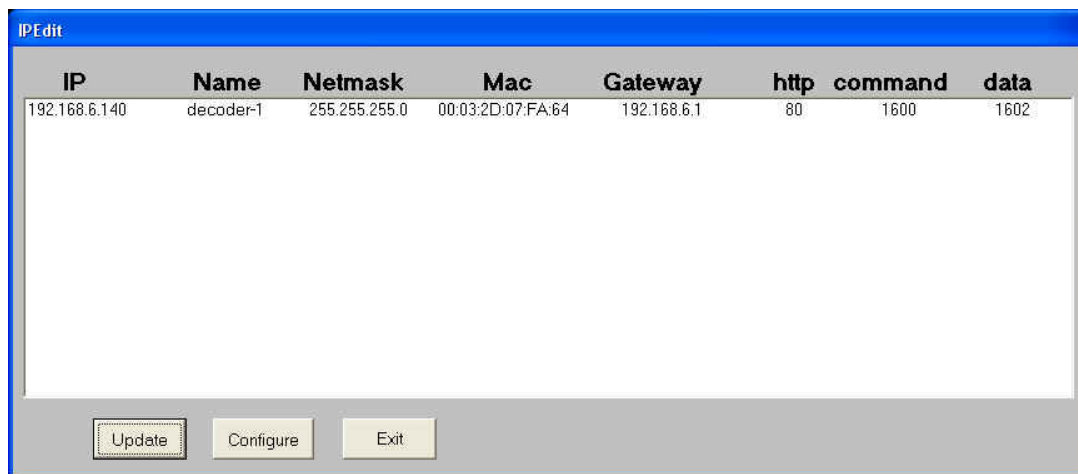 IPEdit
IP Name Netmask Mac Gateway http command data
192.168.6.140 decoder-1 255.255.255.0 00:03:2D:07:FA:64 192.168.6.1 80 1600 1602
Update Configure Exit